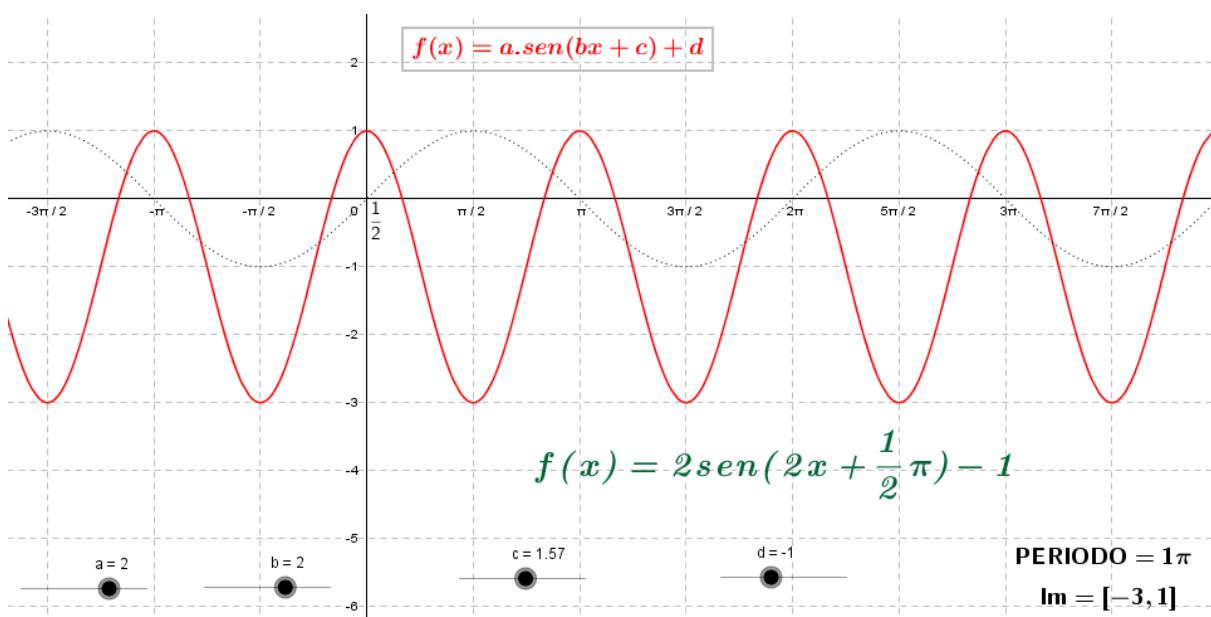 f(x) = a.sen(bx + c) + d
2
1
-3π / 2 -π -π / 2 0 1/2 π / 2 π 3π / 2 2π 5π / 2 3π 7π / 2
-1
-2
-3
-4
f(x) = 2sen(2x + 1/2 π) − 1
-5
a = 2 b = 2 c = 1.57 d = -1
PERIODO = 1π
Im = [−3, 1]
-6